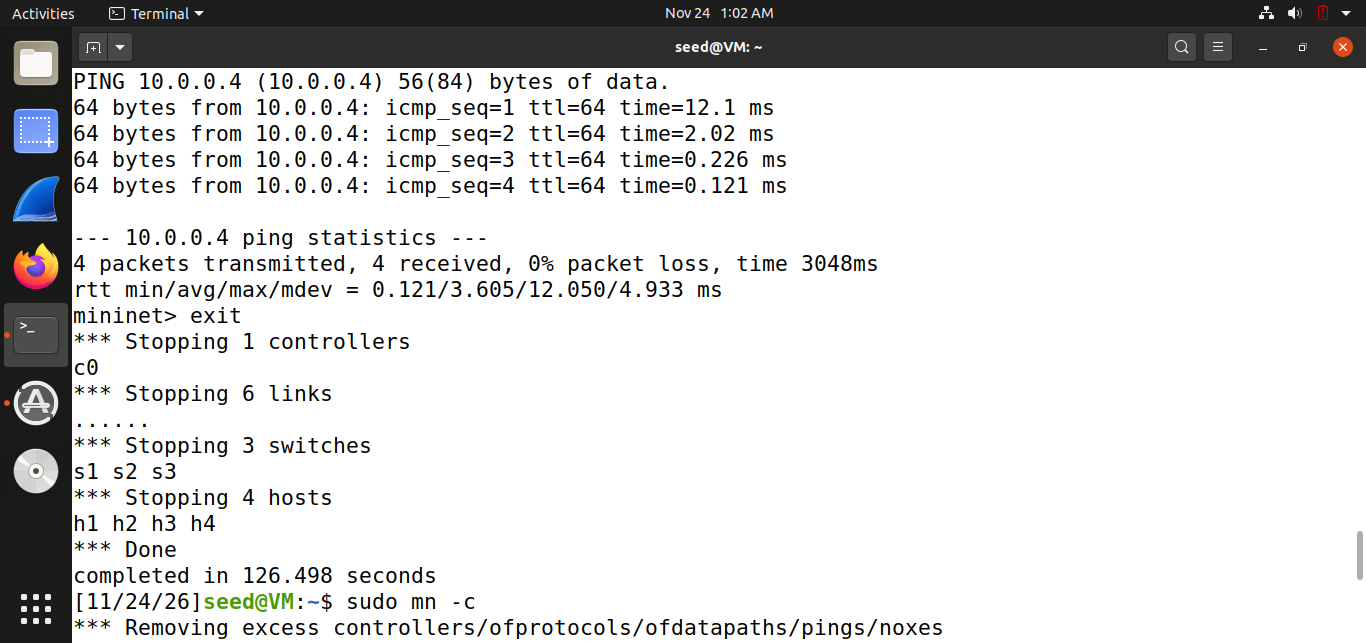 Activities Terminal Nov 24 1:02 AM
seed@VM: ~
PING 10.0.0.4 (10.0.0.4) 56(84) bytes of data.
64 bytes from 10.0.0.4: icmp_seq=1 ttl=64 time=12.1 ms
64 bytes from 10.0.0.4: icmp_seq=2 ttl=64 time=2.02 ms
64 bytes from 10.0.0.4: icmp_seq=3 ttl=64 time=0.226 ms
64 bytes from 10.0.0.4: icmp_seq=4 ttl=64 time=0.121 ms
--- 10.0.0.4 ping statistics ---
4 packets transmitted, 4 received, 0% packet loss, time 3048ms
rtt min/avg/max/mdev = 0.121/3.605/12.050/4.933 ms
mininet> exit
*** Stopping 1 controllers
c0
*** Stopping 6 links
......
*** Stopping 3 switches
s1 s2 s3
*** Stopping 4 hosts
h1 h2 h3 h4
*** Done
completed in 126.498 seconds
[11/24/26]seed@VM:~$ sudo mn -c
*** Removing excess controllers/ofprotocols/ofdatapaths/pings/noxes